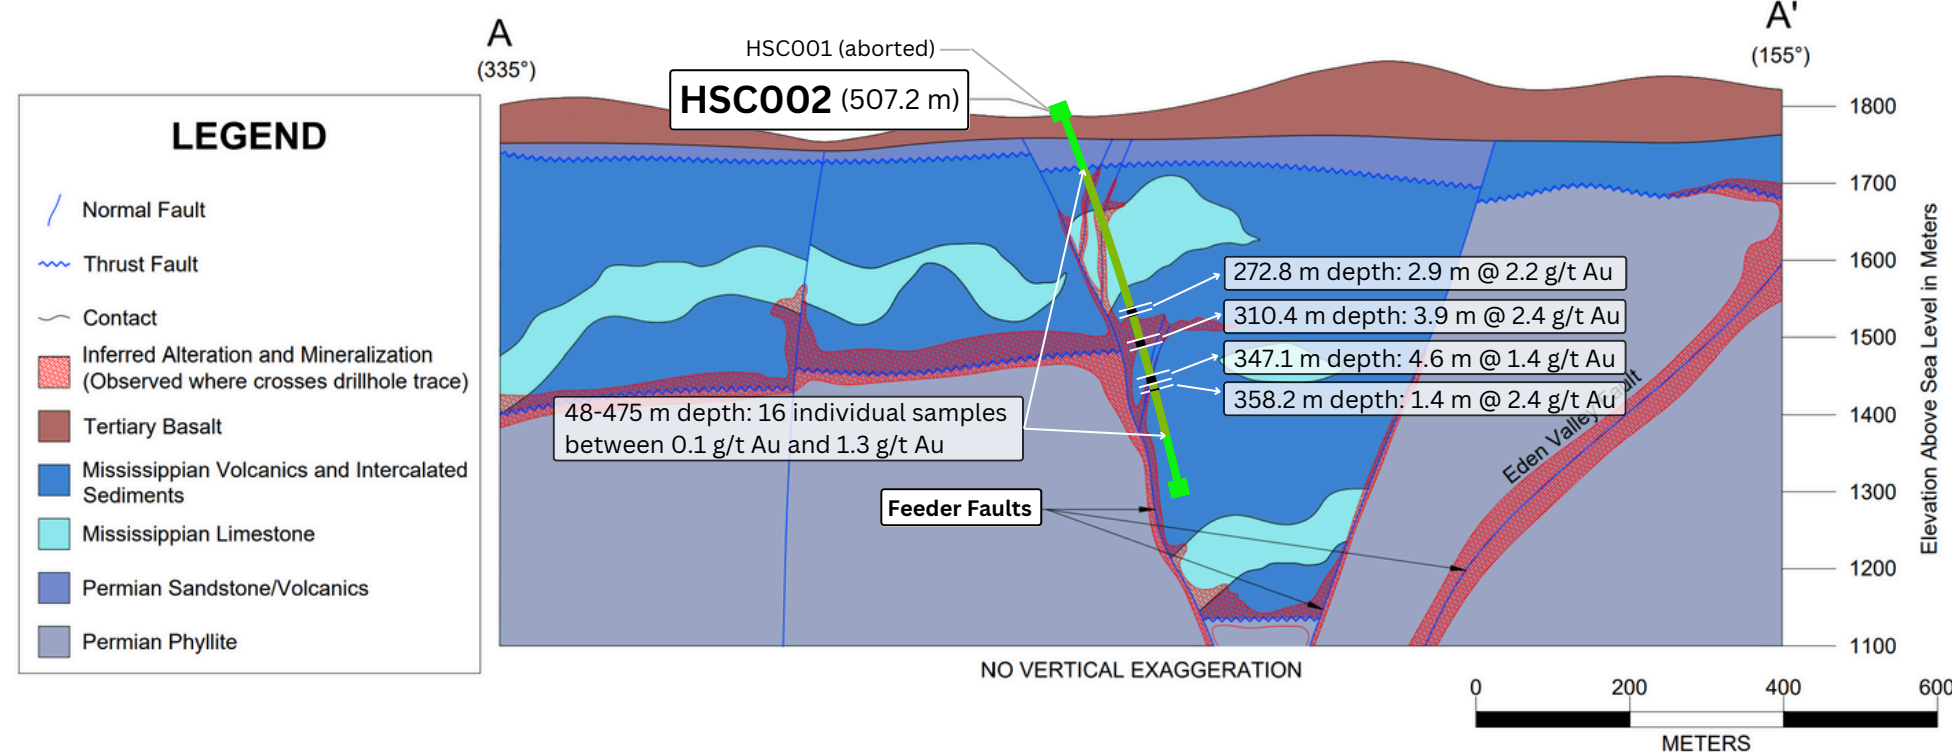 A
(335°)
HSC001 (aborted)
HSC002 (507.2 m)
A'
(155°)
LEGEND
Normal Fault
Thrust Fault
Contact
Inferred Alteration and Mineralization
(Observed where crosses drillhole trace)
Tertiary Basalt
Mississippian Volcanics and Intercalated
Sediments
Mississippian Limestone
Permian Sandstone/Volcanics
Permian Phyllite
272.8 m depth: 2.9 m @ 2.2 g/t Au
310.4 m depth: 3.9 m @ 2.4 g/t Au
347.1 m depth: 4.6 m @ 1.4 g/t Au
358.2 m depth: 1.4 m @ 2.4 g/t Au
48-475 m depth: 16 individual samples
between 0.1 g/t Au and 1.3 g/t Au
Feeder Faults
Eden Valley Fault
1800
1700
1600
1500
1400
1300
1200
1100
Elevation Above Sea Level in Meters
NO VERTICAL EXAGGERATION
0 200 400 600
METERS